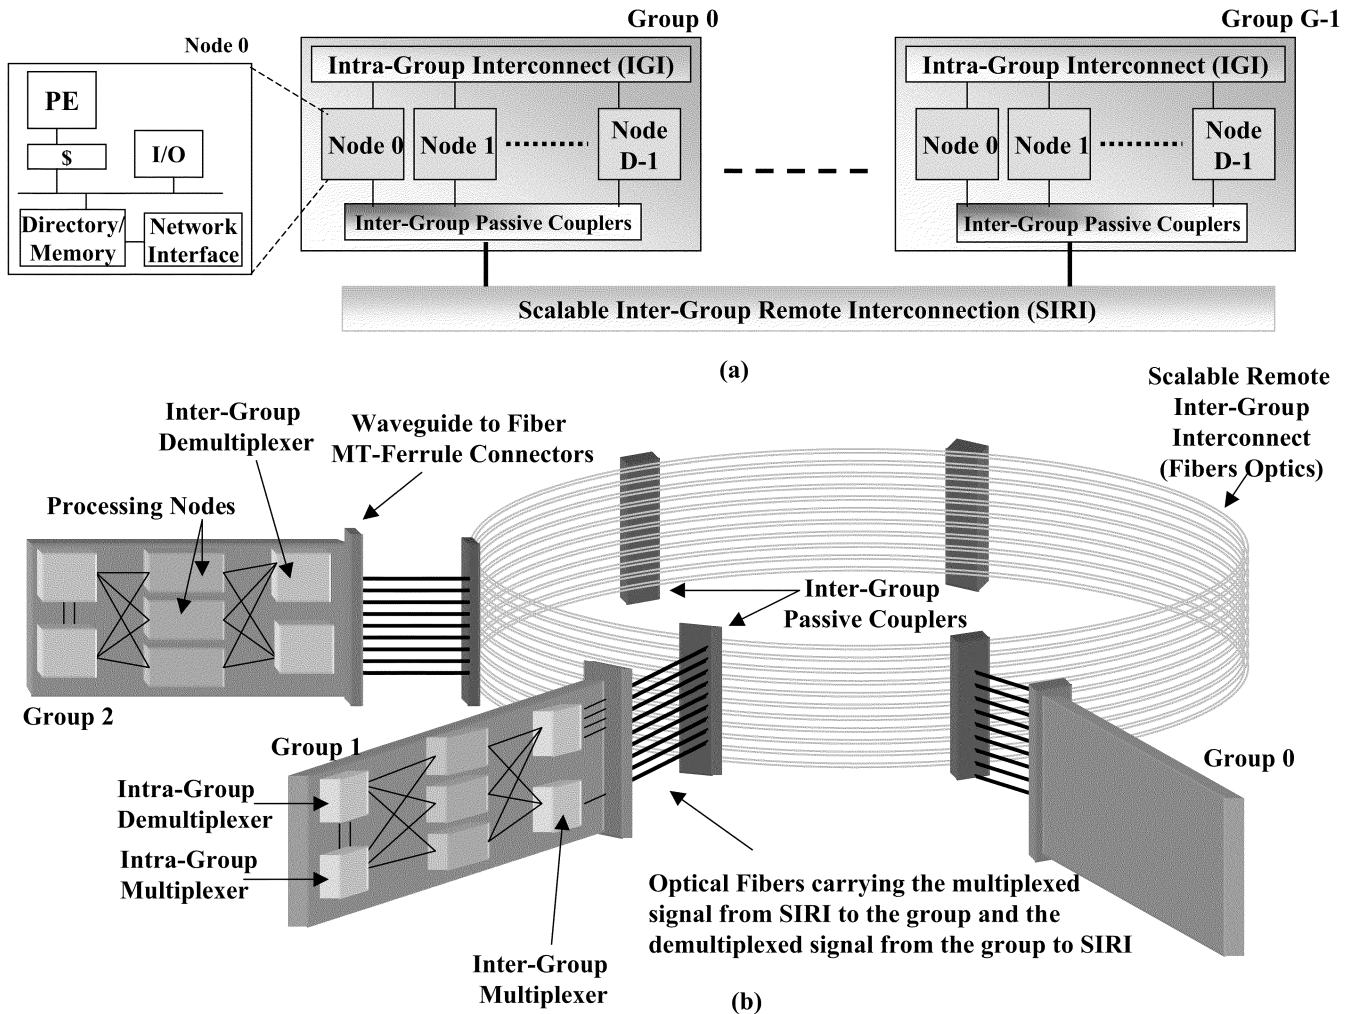 Group 0
Group G-1
Node 0
Intra-Group Interconnect (IGI)
Intra-Group Interconnect (IGI)
PE
$
I/O
Directory/
Memory
Network
Interface
Node 0
Node 1
Node
D-1
Node 0
Node 1
Node
D-1
Inter-Group Passive Couplers
Inter-Group Passive Couplers
Scalable Inter-Group Remote Interconnection (SIRI)
(a)
Scalable Remote
Inter-Group
Interconnect
(Fibers Optics)
Inter-Group
Demultiplexer
Waveguide to Fiber
MT-Ferrule Connectors
Processing Nodes
Inter-Group
Passive Couplers
Group 2
Group 1
Group 0
Intra-Group
Demultiplexer
Intra-Group
Multiplexer
Optical Fibers carrying the multiplexed
signal from SIRI to the group and the
demultiplexed signal from the group to SIRI
Inter-Group
Multiplexer
(b)